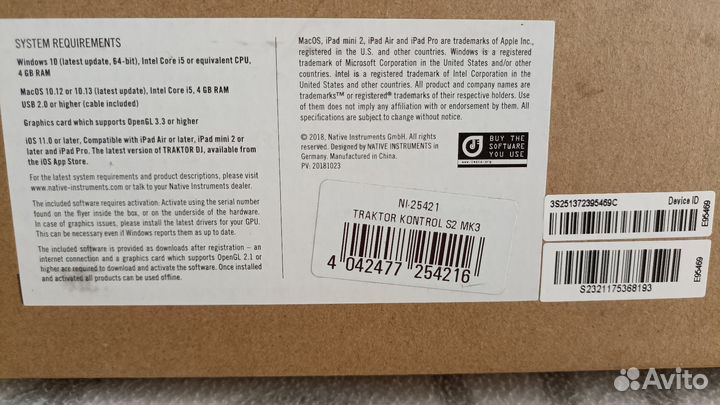 SYSTEM REQUIREMENTS
Windows 10 (latest update, 64-bit), Intel Core i5 or equivalent CPU,
4 GB RAM
MacOS 10.12 or 10.13 (latest update), Intel Core i5, 4 GB RAM
USB 2.0 or higher (cable included)
Graphics card which supports OpenGL 3.3 or higher
iOS 11.0 or later, Compatible with iPad Air or later, iPad mini 2 or
later and iPad Pro. The latest version of TRAKTOR DJ, available from
the iOS App Store.
For the latest system requirements and product descriptions, please visit
www.native-instruments.com or talk to your Native Instruments dealer.
The included software requires activation. Activate using the serial number
found on the flyer inside the box, or on the underside of the hardware.
In case of graphics issues, please install the latest drivers for your GPU.
This can be necessary even if Windows reports them as up to date.
The included software is provided as downloads after registration – an
internet connection and a graphics card which supports OpenGL 2.1 or
higher are required to download and activate the software. Once installed
and activated all products can be used offline.
MacOS, iPad mini 2, iPad Air and iPad Pro are trademarks of Apple Inc.,
registered in the U.S. and other countries. Windows is a registered
trademark of Microsoft Corporation in the United States and/or other
countries. Intel is a registered trademark of Intel Corporation in the
United States and/or other countries. All product and company names are
trademarks™ or registered® trademarks of their respective holders. Use
of them does not imply any affiliation with or endorsement by them. All
specifications are subject to change without notice.
© 2018, Native Instruments GmbH. All rights
reserved. Designed by NATIVE INSTRUMENTS in
Germany. Manufactured in China.
PV: 20181023
BUY THE
SOFTWARE
YOU USE
NI-25421
TRAKTOR KONTROL S2 MK3
4 042477 254216
3S251372395469C
Device ID
E95469
S2321175368193
E95469
Avito